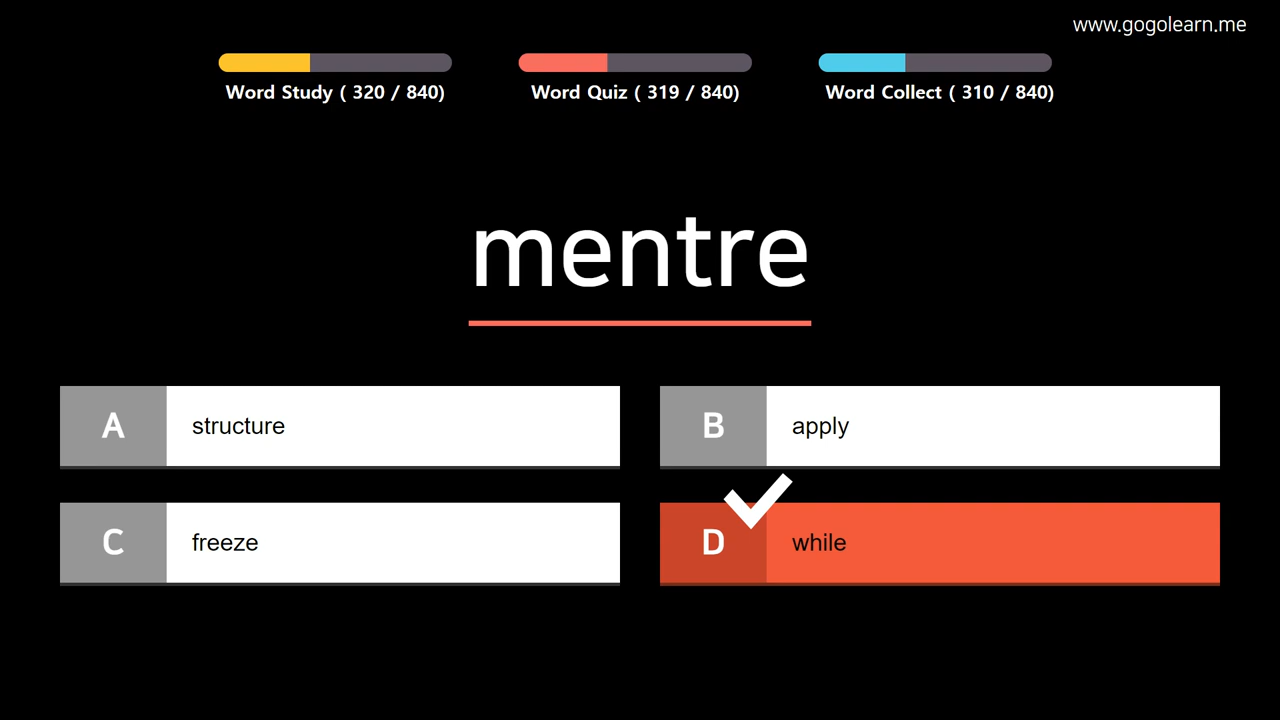 www.gogolearn.me
Word Study ( 320 / 840)
Word Quiz ( 319 / 840)
Word Collect ( 310 / 840)
mentre
A structure
B apply
C freeze
D while